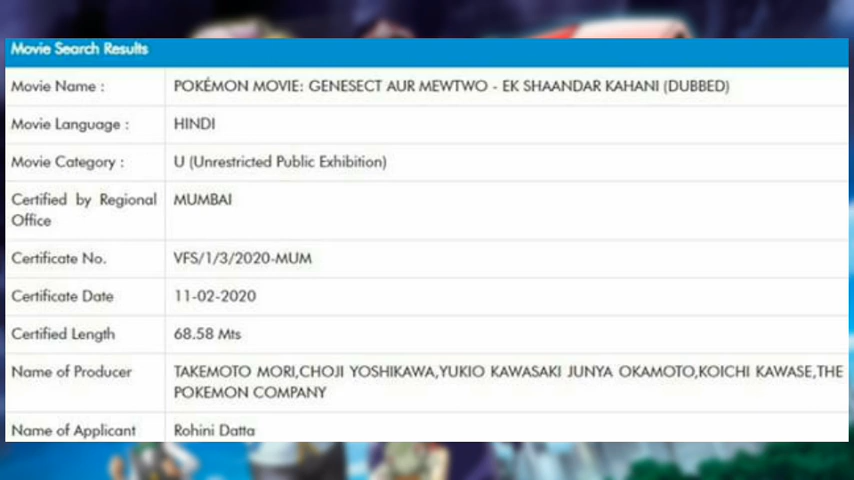 Movie Search Results
Movie Name : POKÉMON MOVIE: GENESECT AUR MEWTWO - EK SHAANDAR KAHANI (DUBBED)
Movie Language : HINDI
Movie Category : U (Unrestricted Public Exhibition)
Certified by Regional MUMBAI
Office
Certificate No. VFS/1/3/2020-MUM
Certificate Date 11-02-2020
Certified Length 68.58 Mts
Name of Producer TAKEMOTO MORI,CHOJI YOSHIKAWA,YUKIO KAWASAKI JUNYA OKAMOTO,KOICHI KAWASE,THE
POKEMON COMPANY
Name of Applicant Rohini Datta